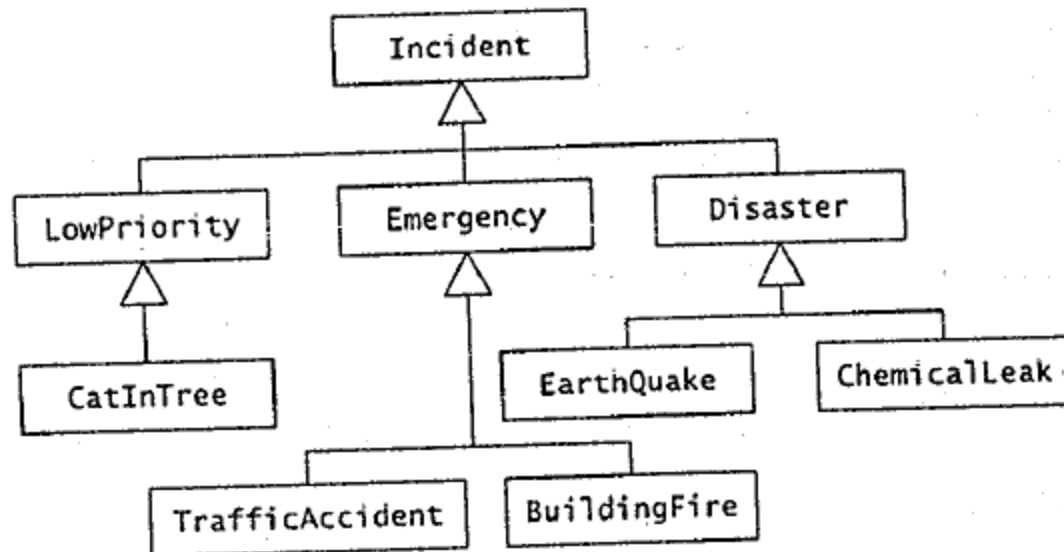 Incident
LowPriority
Emergency
Disaster
CatInTree
EarthQuake
ChemicalLeak
TrafficAccident
BuildingFire